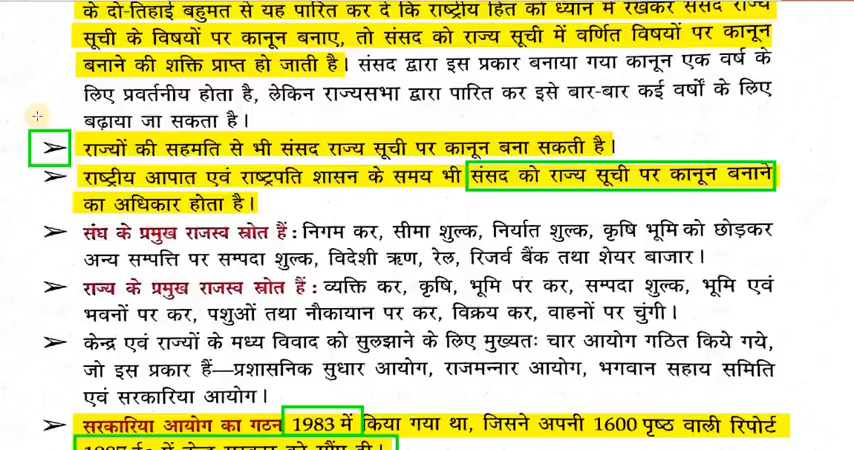 के दो-तिहाई बहुमत से यह पारित कर दे कि राष्ट्रीय हित को ध्यान में रखकर संसद राज्य
सूची के विषयों पर कानून बनाए, तो संसद को राज्य सूची में वर्णित विषयों पर कानून
बनाने की शक्ति प्राप्त हो जाती है। संसद द्वारा इस प्रकार बनाया गया कानून एक वर्ष के
लिए प्रवर्तनीय होता है, लेकिन राज्यसभा द्वारा पारित कर इसे बार-बार कई वर्षों के लिए
बढ़ाया जा सकता है।
➢ राज्यों की सहमति से भी संसद राज्य सूची पर कानून बना सकती है।
➢ राष्ट्रीय आपात एवं राष्ट्रपति शासन के समय भी संसद को राज्य सूची पर कानून बनाने
का अधिकार होता है।
➢ संघ के प्रमुख राजस्व स्रोत हैं : निगम कर, सीमा शुल्क, निर्यात शुल्क, कृषि भूमि को छोड़कर
अन्य सम्पत्ति पर सम्पदा शुल्क, विदेशी ऋण, रेल, रिजर्व बैंक तथा शेयर बाजार।
➢ राज्य के प्रमुख राजस्व स्रोत हैं : व्यक्ति कर, कृषि, भूमि पर कर, सम्पदा शुल्क, भूमि एवं
भवनों पर कर, पशुओं तथा नौकायान पर कर, विक्रय कर, वाहनों पर चुंगी।
➢ केन्द्र एवं राज्यों के मध्य विवाद को सुलझाने के लिए मुख्यतः चार आयोग गठित किये गये,
जो इस प्रकार हैं—प्रशासनिक सुधार आयोग, राजमन्नार आयोग, भगवान सहाय समिति
एवं सरकारिया आयोग।
➢ सरकारिया आयोग का गठन 1983 में किया गया था, जिसने अपनी 1600 पृष्ठ वाली रिपोर्ट